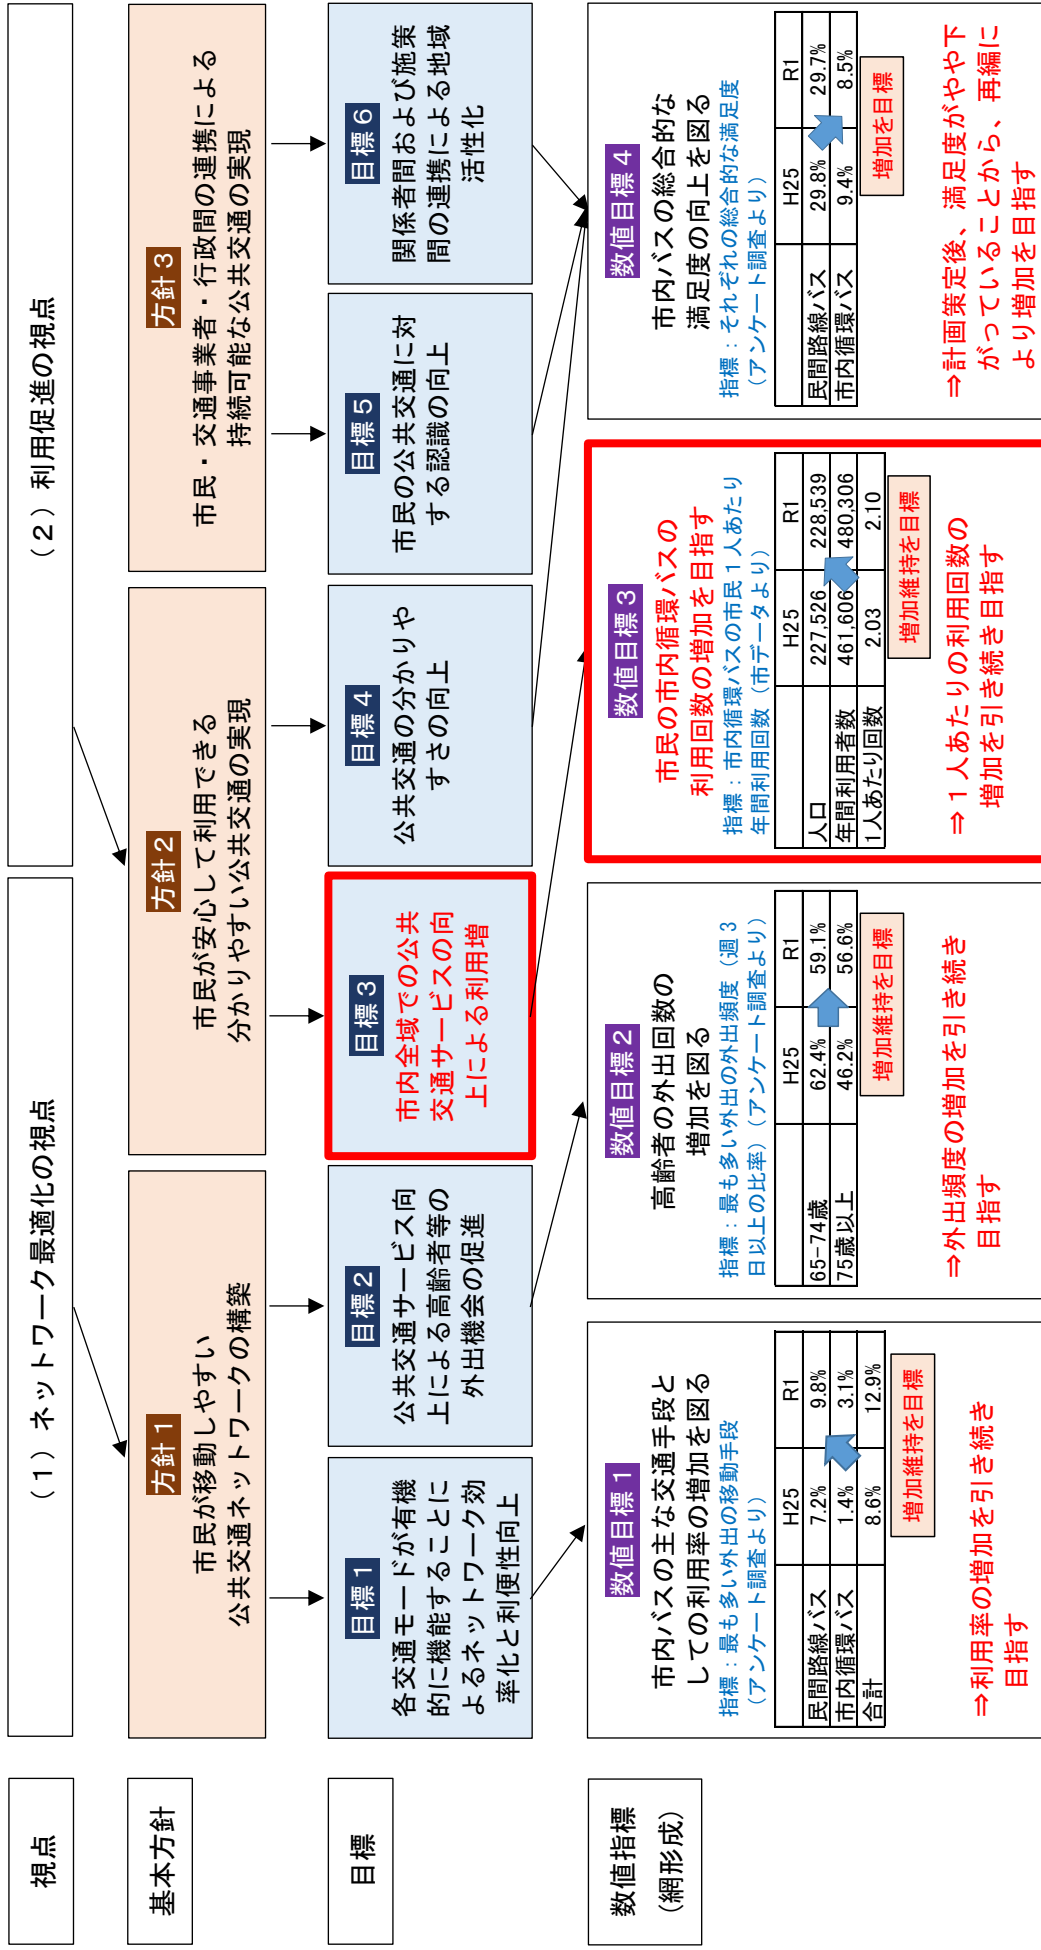 視点
（１）ネットワーク最適化の視点
（２）利用促進の視点
基本方針
方針１
市民が移動しやすい
公共交通ネットワークの構築
方針２
市民が安心して利用できる
分かりやすい公共交通の実現
方針３
市民・交通事業者・行政間の連携による
持続可能な公共交通の実現
目標
目標１
各交通モードが有機
的に機能することに
よるネットワーク効
率化と利便性向上
目標２
公共交通サービス向
上による高齢者等の
外出機会の促進
目標３
市内全域での公共
交通サービスの向
上による利用増
目標４
公共交通の分かりや
すさの向上
目標５
市民の公共交通に対
する認識の向上
目標６
関係者間および施策
間の連携による地域
活性化
数値指標
（網形成）
数値目標１
市内バスの主な交通手段と
しての利用率の増加を図る
指標：最も多い外出の移動手段
（アンケート調査より）
H25 R1
民間路線バス 7.2% 9.8%
市内循環バス 1.4% 3.1%
合計 8.6% 12.9%
増加維持を目標
⇒利用率の増加を引き続き
目指す
数値目標２
高齢者の外出回数の
増加を図る
指標：最も多い外出の外出頻度（週３
日以上の比率）（アンケート調査より）
H25 R1
65-74歳 62.4% 59.1%
75歳以上 46.2% 56.6%
増加維持を目標
⇒外出頻度の増加を引き続き
目指す
数値目標３
市民の市内循環バスの
利用回数の増加を目指す
指標：市内循環バスの市民１人あたり
年間利用回数（市データより）
H25 R1
人口 227,526 228,539
年間利用者数 461,606 480,306
1人あたり回数 2.03 2.10
増加維持を目標
⇒１人あたりの利用回数の
増加を引き続き目指す
数値目標４
市内バスの総合的な
満足度の向上を図る
指標：それぞれの総合的な満足度
（アンケート調査より）
H25 R1
民間路線バス 29.8% 29.7%
市内循環バス 9.4% 8.5%
増加を目標
⇒計画策定後、満足度がやや下
がっていることから、再編に
より増加を目指す